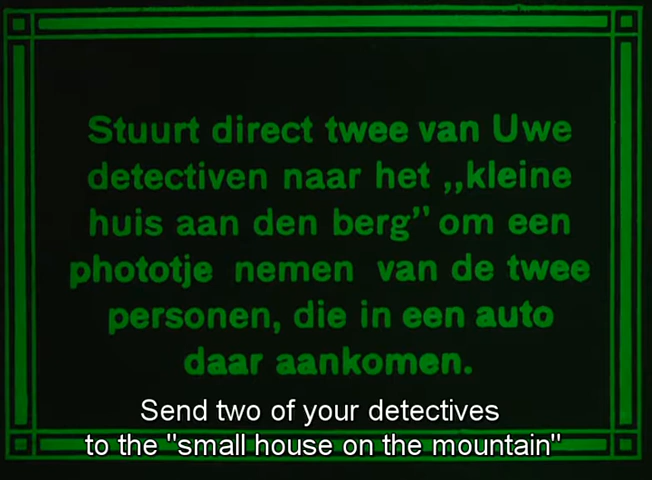 Stuurt direct twee van Uwe
detectiven naar het „kleine
huis aan den berg” om een
phototje nemen van de twee
personen, die in een auto
daar aankomen.
Send two of your detectives
to the "small house on the mountain"